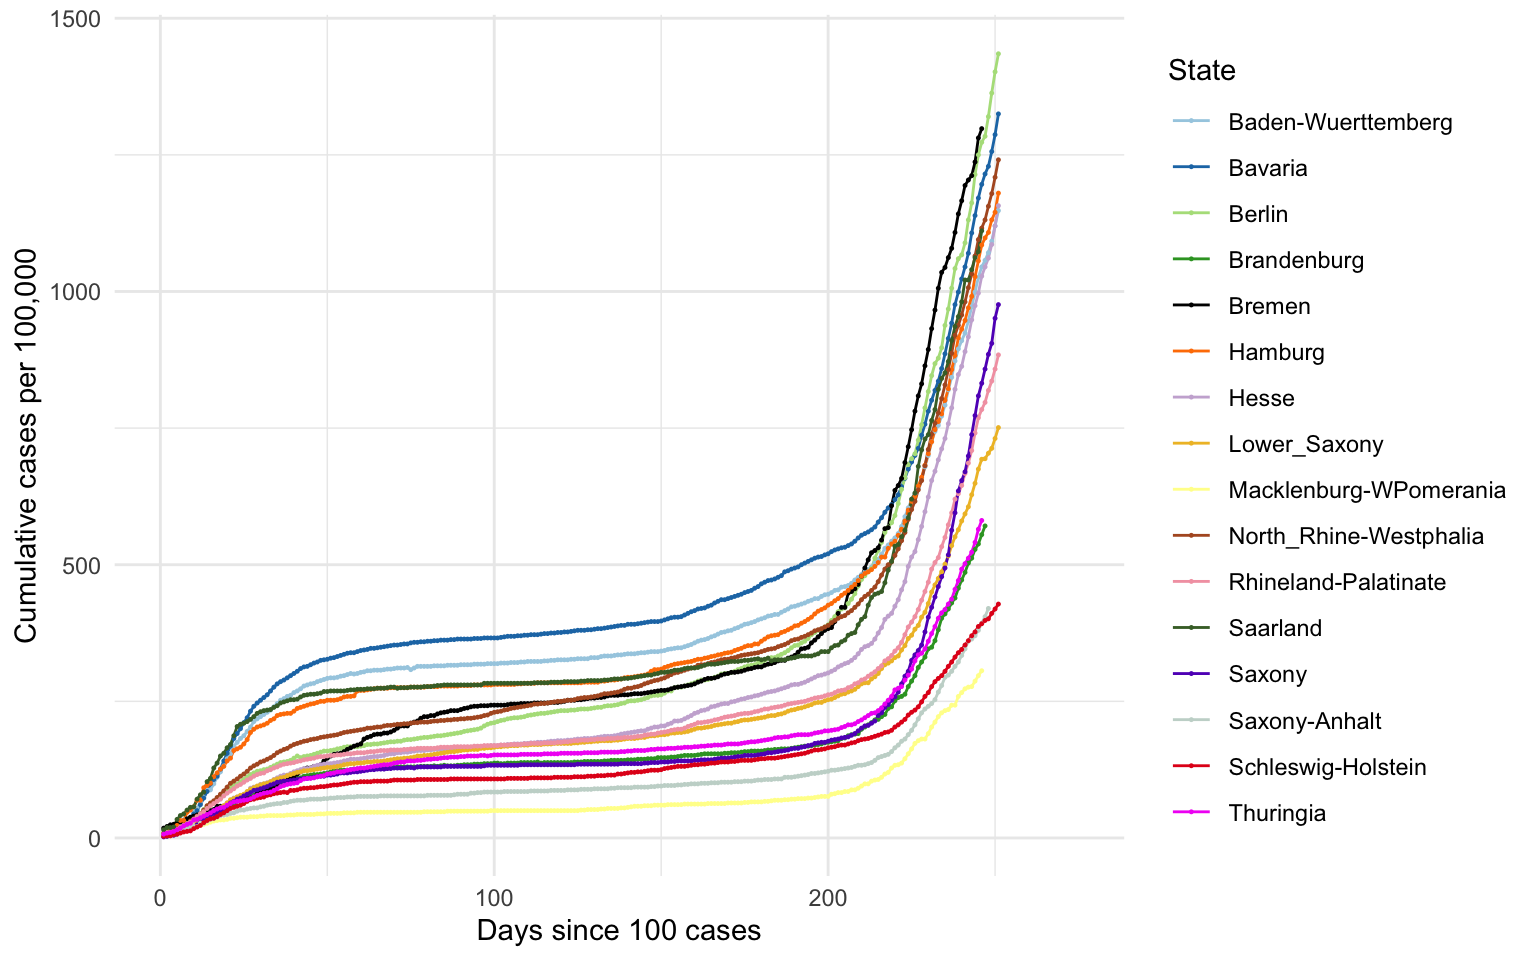 1500
1000
500
0
Cumulative cases per 100,000
0 100 200
Days since 100 cases
State
Baden-Wuerttemberg
Bavaria
Berlin
Brandenburg
Bremen
Hamburg
Hesse
Lower_Saxony
Macklenburg-WPomerania
North_Rhine-Westphalia
Rhineland-Palatinate
Saarland
Saxony
Saxony-Anhalt
Schleswig-Holstein
Thuringia